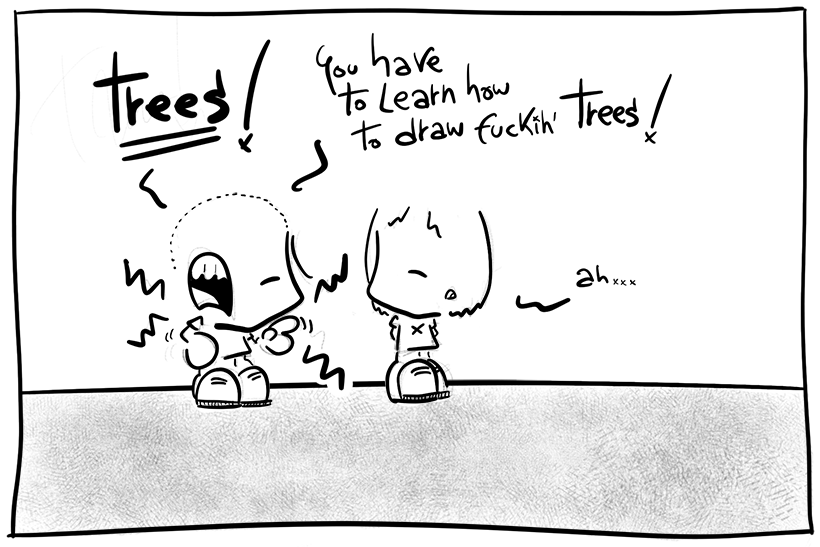 Trees!
You have
to Learn how
to draw fuckin' Trees!
ah...